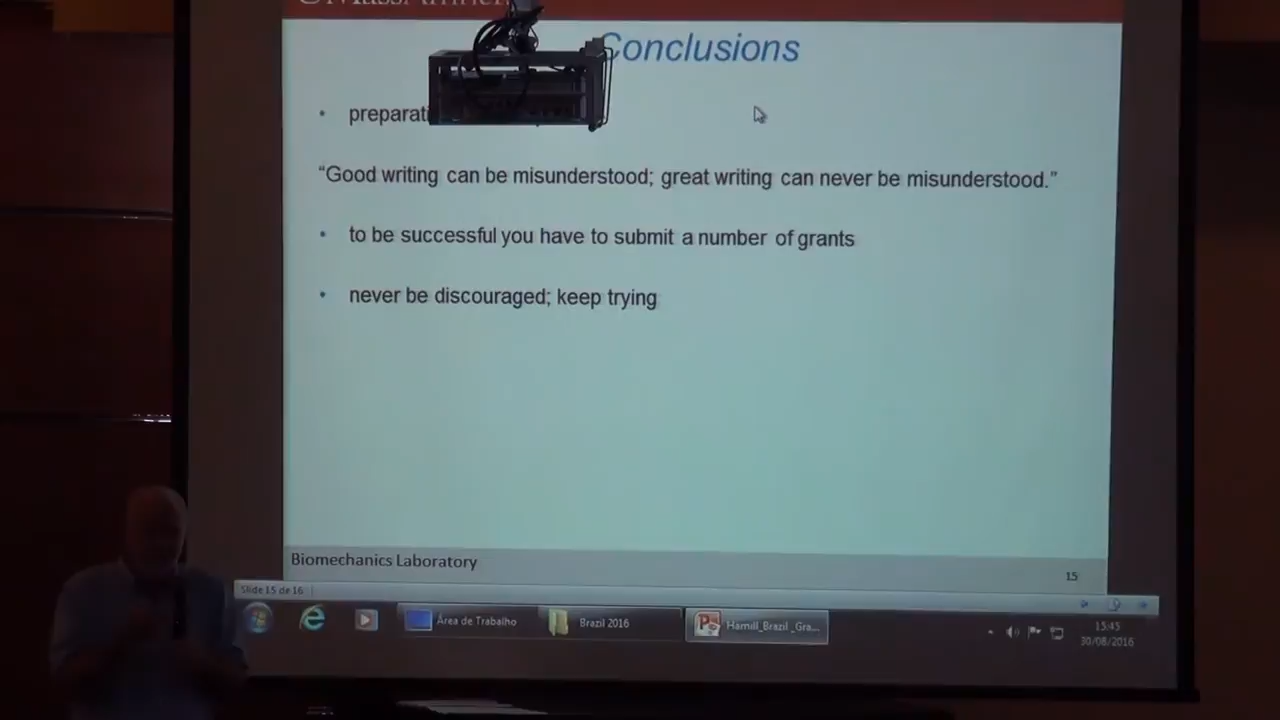 Conclusions
• preparati
“Good writing can be misunderstood; great writing can never be misunderstood.”
• to be successful you have to submit a number of grants
• never be discouraged; keep trying
Biomechanics Laboratory
15
Slide 15 de 16
Área de Trabalho
Brazil 2016
Hamill_Brazil_Gra...
15:45
30/08/2016